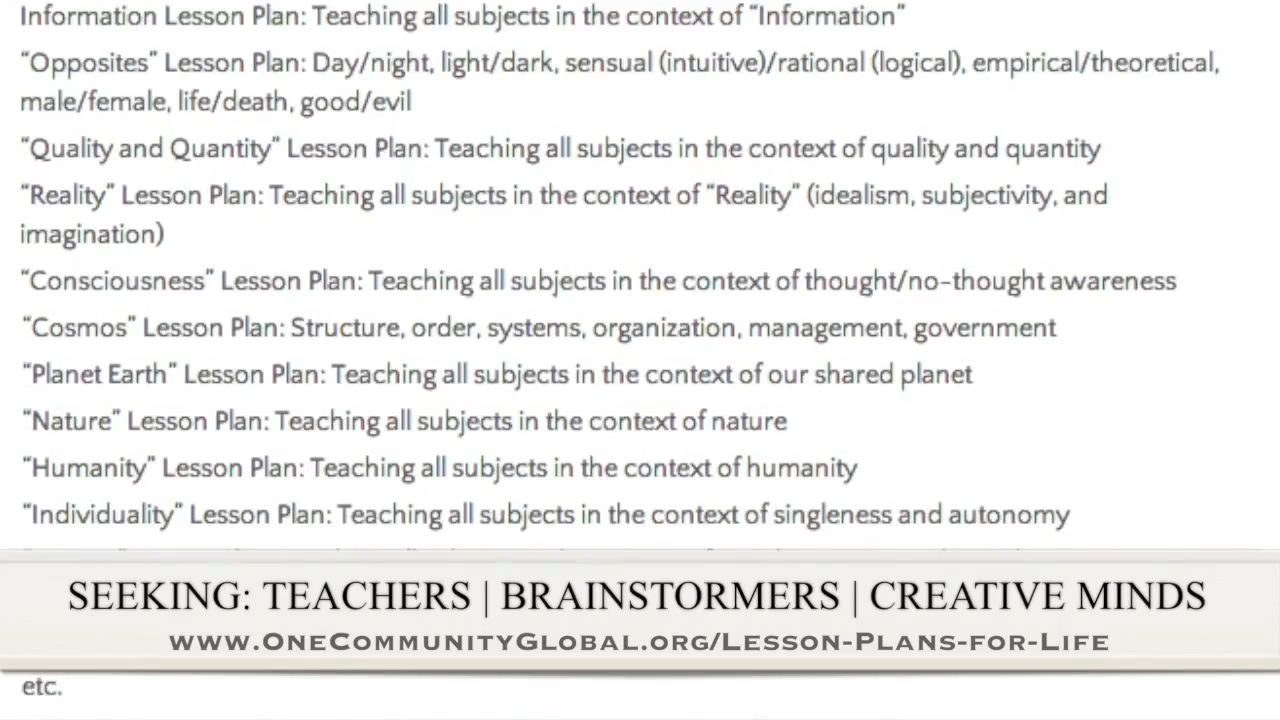 Information Lesson Plan: Teaching all subjects in the context of “Information”
“Opposites” Lesson Plan: Day/night, light/dark, sensual (intuitive)/rational (logical), empirical/theoretical,
male/female, life/death, good/evil
“Quality and Quantity” Lesson Plan: Teaching all subjects in the context of quality and quantity
“Reality” Lesson Plan: Teaching all subjects in the context of “Reality” (idealism, subjectivity, and
imagination)
“Consciousness” Lesson Plan: Teaching all subjects in the context of thought/no-thought awareness
“Cosmos” Lesson Plan: Structure, order, systems, organization, management, government
“Planet Earth” Lesson Plan: Teaching all subjects in the context of our shared planet
“Nature” Lesson Plan: Teaching all subjects in the context of nature
“Humanity” Lesson Plan: Teaching all subjects in the context of humanity
“Individuality” Lesson Plan: Teaching all subjects in the context of singleness and autonomy
SEEKING: TEACHERS | BRAINSTORMERS | CREATIVE MINDS
www.OneCommunityGlobal.org/Lesson-Plans-for-Life
etc.